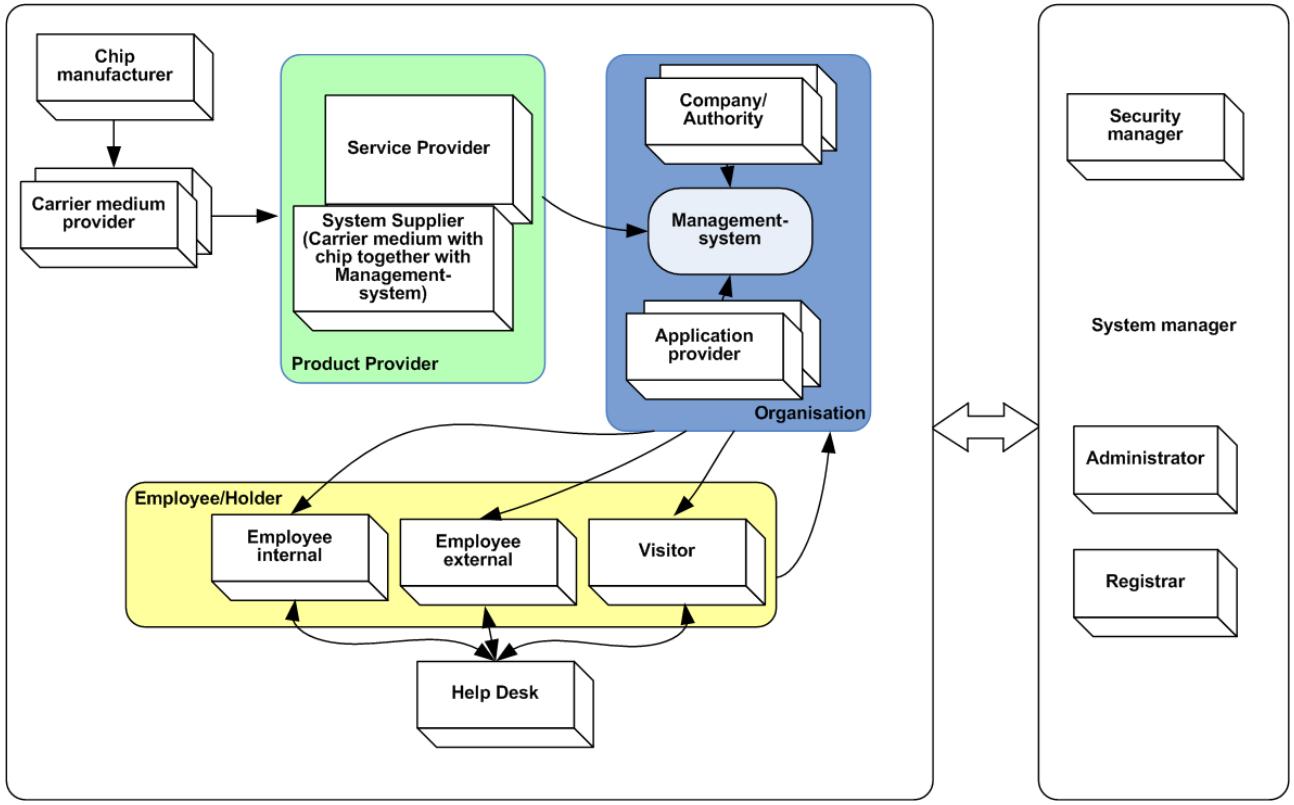 Chip
manufacturer
Carrier medium
provider
Service Provider
System Supplier
(Carrier medium with
chip together with
Management-
system)
Product Provider
Company/
Authority
Management-
system
Application
provider
Organisation
Employee/Holder
Employee
internal
Employee
external
Visitor
Help Desk
Security
manager
System manager
Administrator
Registrar